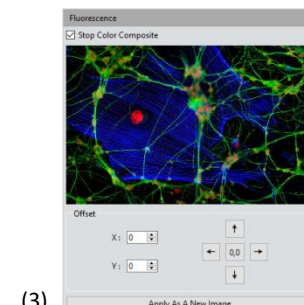 Fluorescence
Stop Color Composite
Offset
X: 0
0,0
Y: 0
(3)
Apply As A New Image